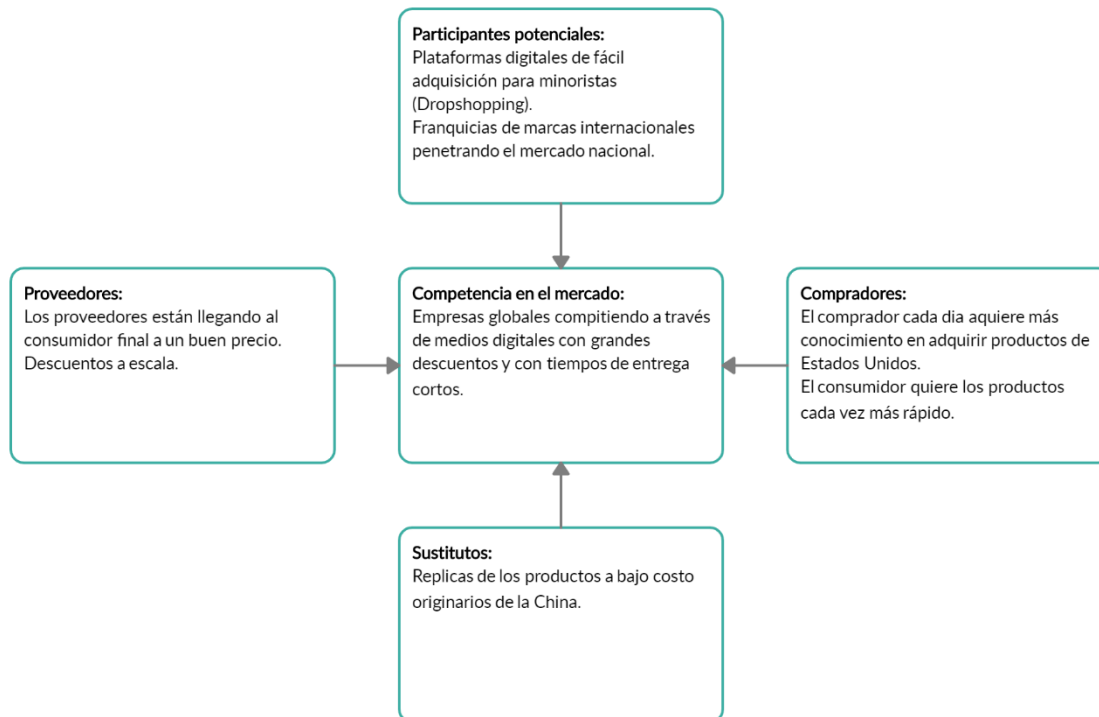 Participantes potenciales:
Plataformas digitales de fácil
adquisición para minoristas
(Dropshopping).
Franquicias de marcas internacionales
penetrando el mercado nacional.
Proveedores:
Los proveedores están llegando al
consumidor final a un buen precio.
Descuentos a escala.
Competencia en el mercado:
Empresas globales compitiendo a través
de medios digitales con grandes
descuentos y con tiempos de entrega
cortos.
Compradores:
El comprador cada dia aquiere más
conocimiento en adquirir productos de
Estados Unidos.
El consumidor quiere los productos
cada vez más rápido.
Sustitutos:
Replicas de los productos a bajo costo
originarios de la China.